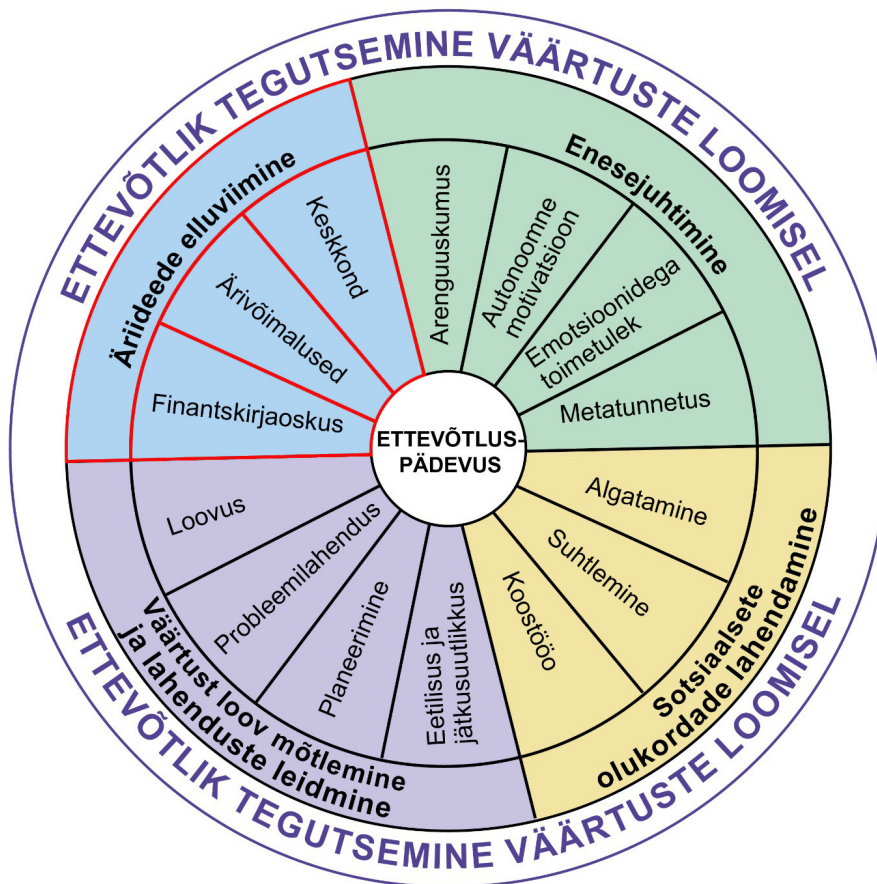 ETTEVÕTLIK TEGUTSEMINE VÄÄRTUSTE LOOMISEL
Äriideede elluviimine
Keskkond
Ärivõimalused
Finantskirjaoskus
Enesejuhtimine
Arenguuskumus
Autonoomne
motivatsioon
Emotsioonidega
toimetulek
Metatunnetus
ETTEVÕTLUS-
PÄDEVUS
Algatamine
Suhtlemine
Koostööo
Sotsiaalsete
olukordade lahendamine
Loovus
Probleemilahendus
Planeerimine
Eetilisus ja
jätkusuutlikkus
Väärtust loov mõtlemine
ja lahenduste leidmine
ETTEVÕTLIK TEGUTSEMINE VÄÄRTUSTE LOOMISEL